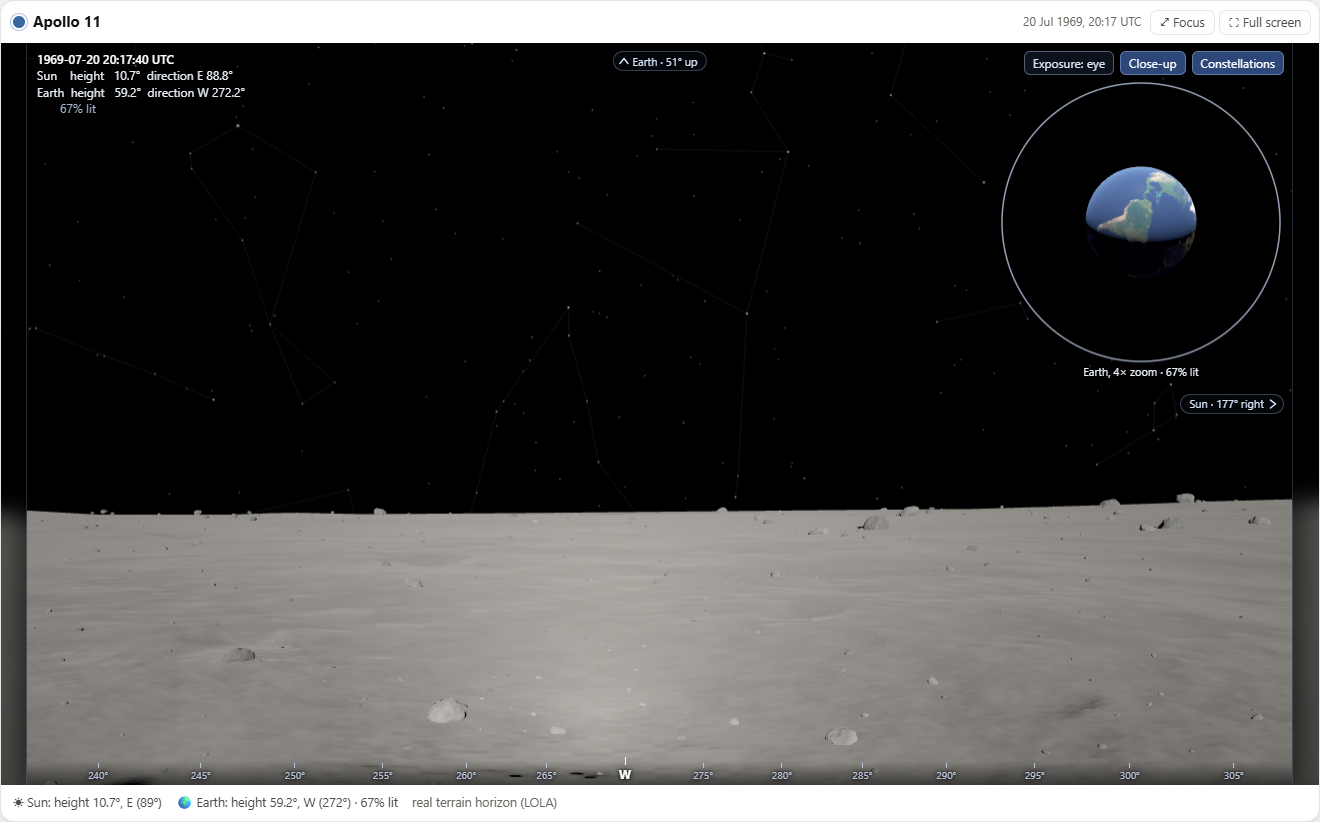 Apollo 11
20 Jul 1969, 20:17 UTC
Focus
Full screen
1969-07-20 20:17:40 UTC
Sun height 10.7° direction E 88.8°
Earth height 59.2° direction W 272.2°
67% lit
Earth · 51° up
Exposure: eye
Close-up
Constellations
Earth, 4× zoom · 67% lit
Sun · 177° right
240° 245° 250° 255° 260° 265° W 275° 280° 285° 290° 295° 300° 305°
Sun: height 10.7°, E (89°) Earth: height 59.2°, W (272°) · 67% lit real terrain horizon (LOLA)